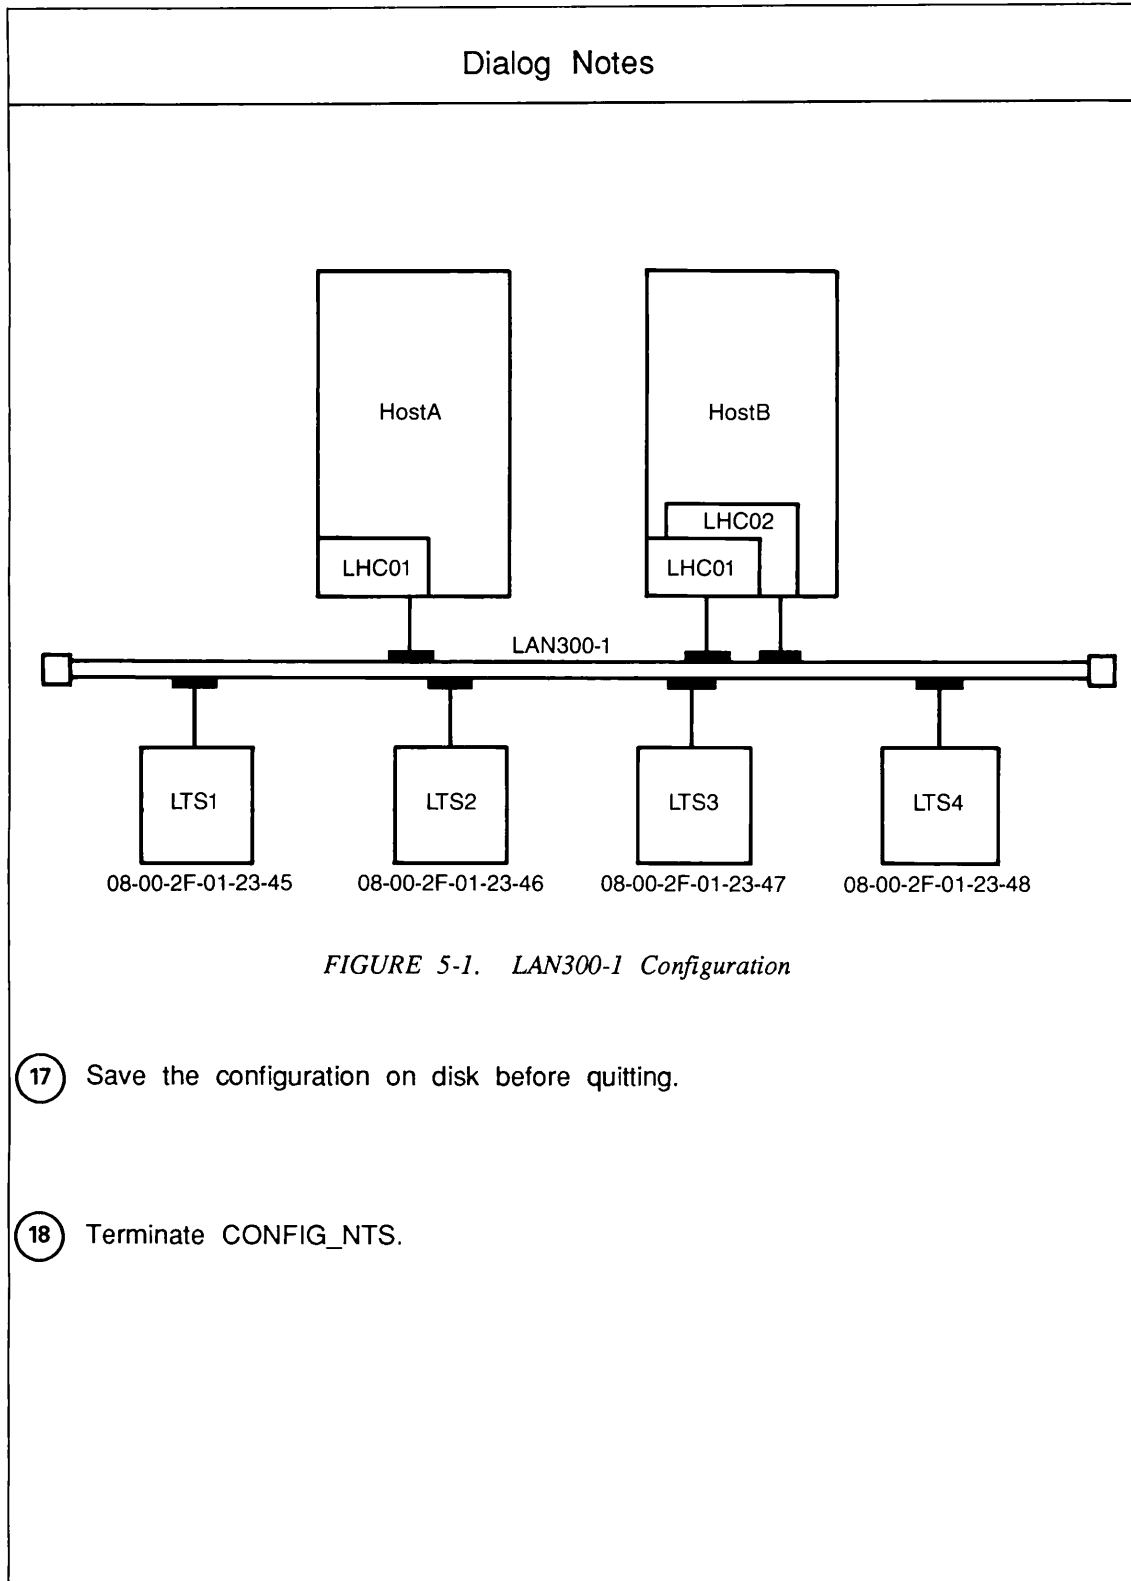 Dialog Notes
HostA
HostB
LHC02
LHC01
LHC01
LAN300-1
LTS1
LTS2
LTS3
LTS4
08-00-2F-01-23-45
08-00-2F-01-23-46
08-00-2F-01-23-47
08-00-2F-01-23-48
FIGURE 5-1. LAN300-1 Configuration
17 Save the configuration on disk before quitting.
18 Terminate CONFIG_NTS.